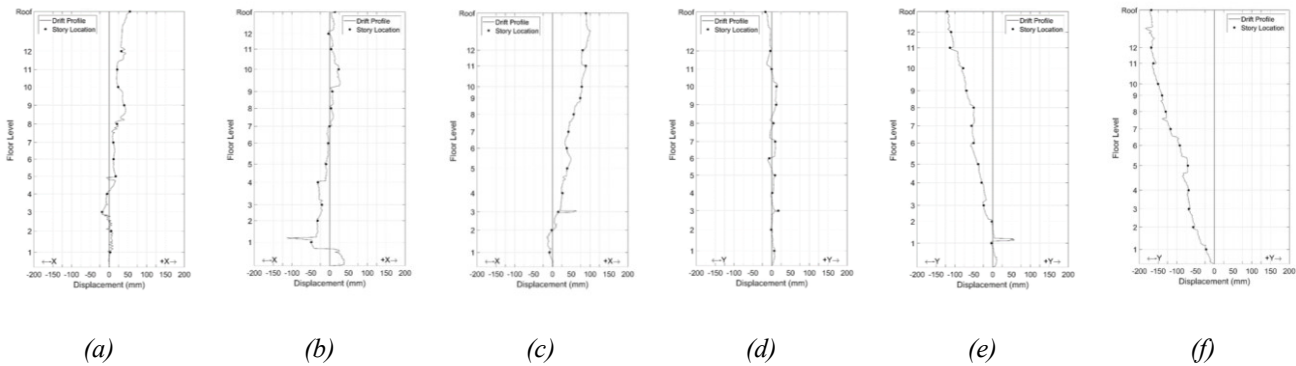 Roof
12
11
10
9
8
7
6
5
4
3
2
1
Floor Level
Drift Profile
Story Location
←-X
+X→
-200 -150 -100 -50 0 50 100 150 200
Displacement (mm)
(a)
Roof
12
11
10
9
8
7
6
5
4
3
2
1
Floor Level
Drift Profile
Story Location
←-X
+X→
-200 -150 -100 -50 0 50 100 150 200
Displacement (mm)
(b)
Roof
12
11
10
9
8
7
6
5
4
3
2
1
Floor Level
Drift Profile
Story Location
←-X
+X→
-200 -150 -100 -50 0 50 100 150 200
Displacement (mm)
(c)
Roof
12
11
10
9
8
7
6
5
4
3
2
1
Floor Level
Drift Profile
Story Location
←-Y
+Y→
-200 -150 -100 -50 0 50 100 150 200
Displacement (mm)
(d)
Roof
12
11
10
9
8
7
6
5
4
3
2
1
Floor Level
Drift Profile
Story Location
←-Y
+Y→
-200 -150 -100 -50 0 50 100 150 200
Displacement (mm)
(e)
Roof
12
11
10
9
8
7
6
5
4
3
2
1
Floor Level
Drift Profile
Story Location
←-Y
+Y→
-200 -150 -100 -50 0 50 100 150 200
Displacement (mm)
(f)